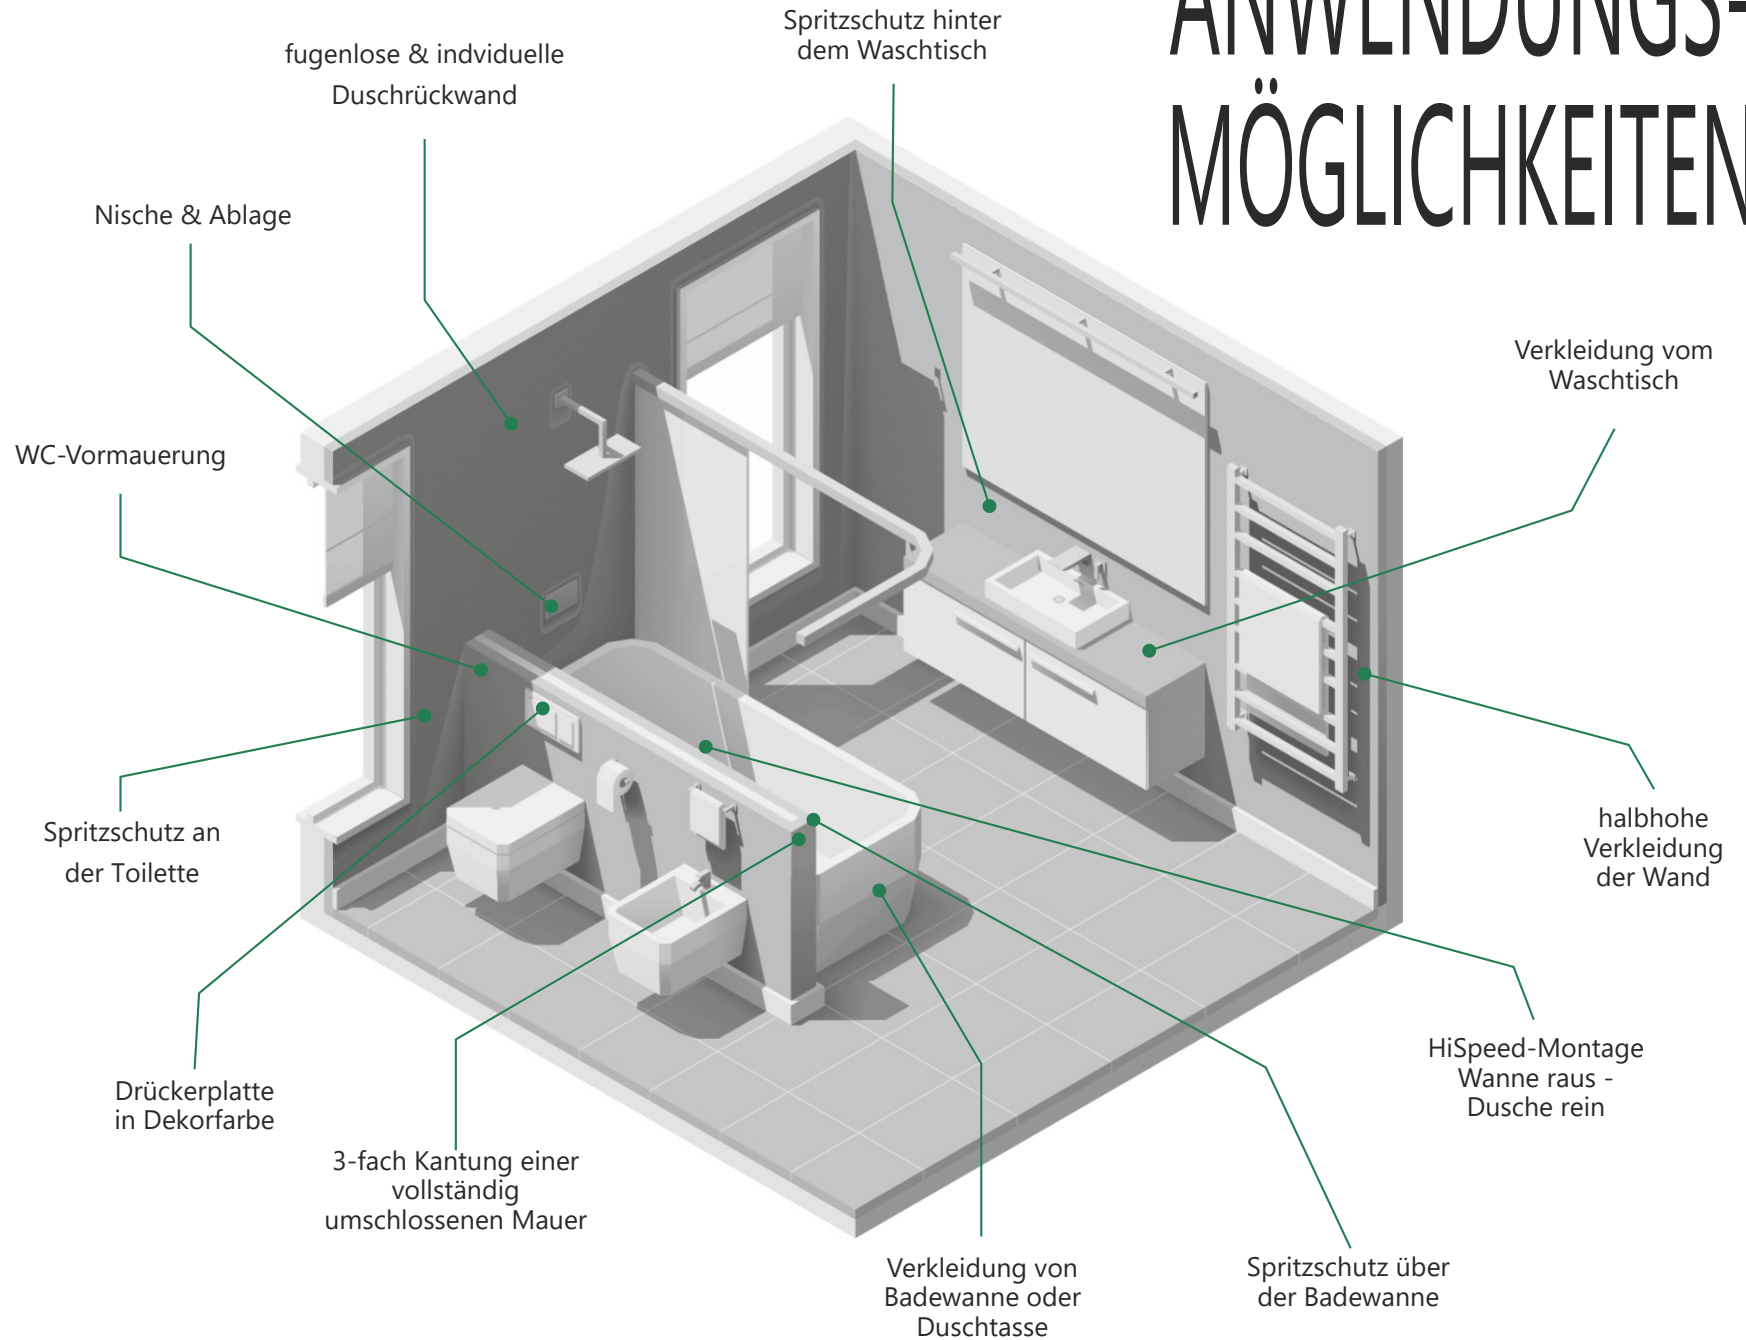 ANWENDUNGS-
MÖGLICHKEITEN
Spritzschutz hinter
dem Waschtisch
fugenlose & indviduelle
Duschrückwand
Nische & Ablage
WC-Vormauerung
Spritzschutz an
der Toilette
Drückerplatte
in Dekorfarbe
3-fach Kantung einer
vollständig
umschlossenen Mauer
Verkleidung von
Badewanne oder
Duschtasse
Spritzschutz über
der Badewanne
HiSpeed-Montage
Wanne raus -
Dusche rein
halbhohe
Verkleidung
der Wand
Verkleidung vom
Waschtisch